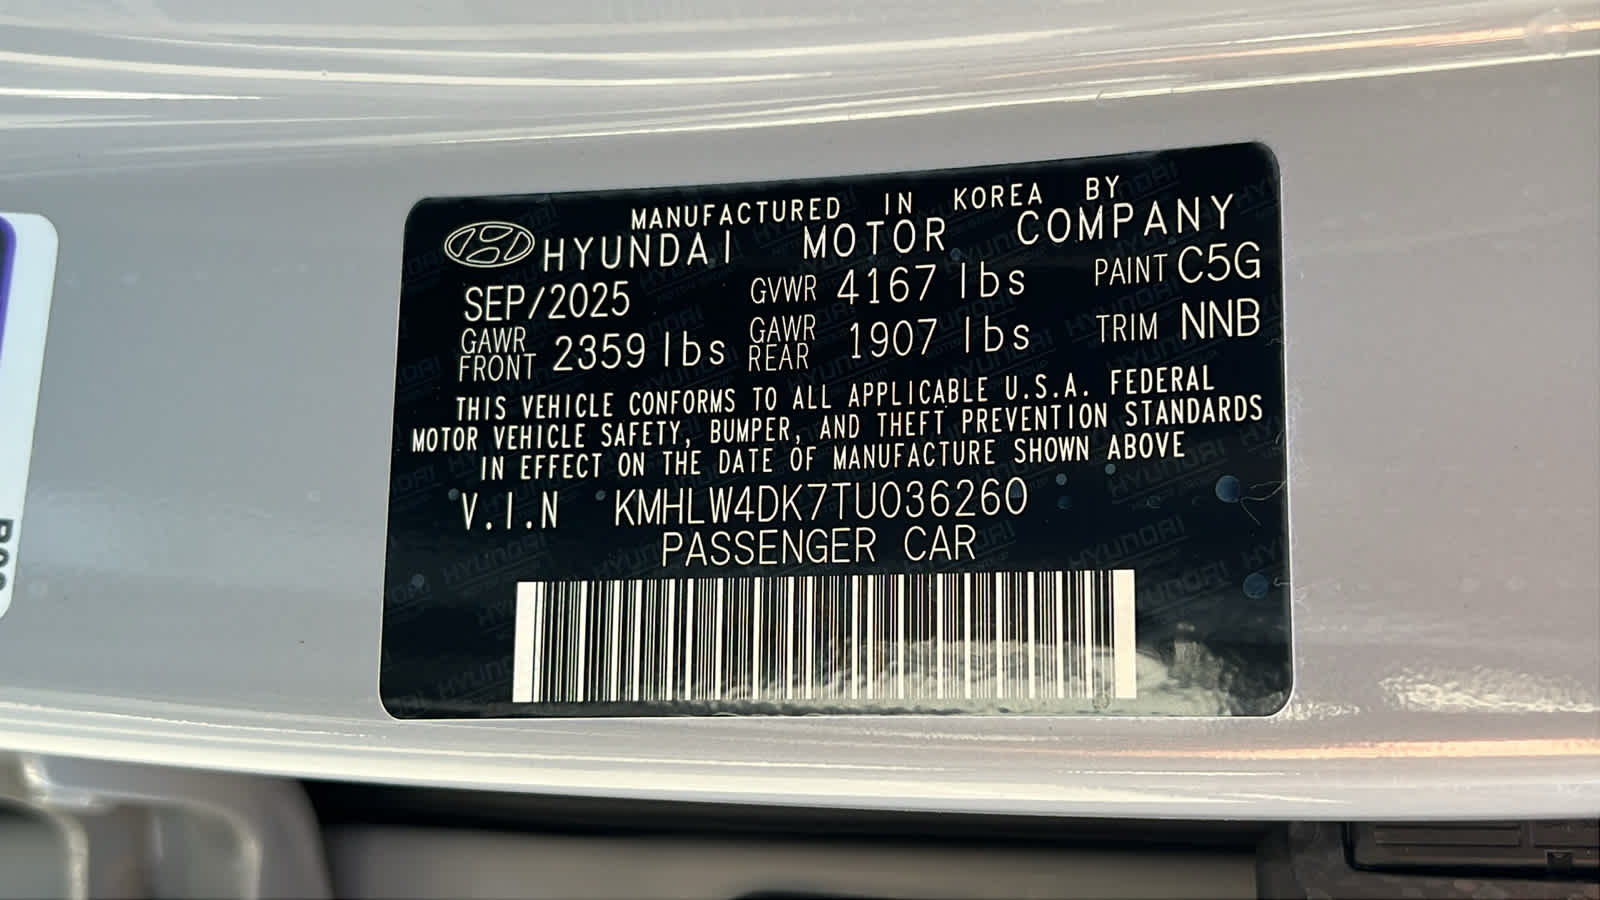 MANUFACTURED IN KOREA BY
HYUNDAI MOTOR COMPANY
SEP/2025 GVWR 4167 lbs PAINT C5G
GAWR FRONT 2359 lbs GAWR REAR 1907 lbs TRIM NNB
THIS VEHICLE CONFORMS TO ALL APPLICABLE U.S.A. FEDERAL
MOTOR VEHICLE SAFETY, BUMPER, AND THEFT PREVENTION STANDARDS
IN EFFECT ON THE DATE OF MANUFACTURE SHOWN ABOVE
V.I.N KMHLW4DK7TU036260
PASSENGER CAR